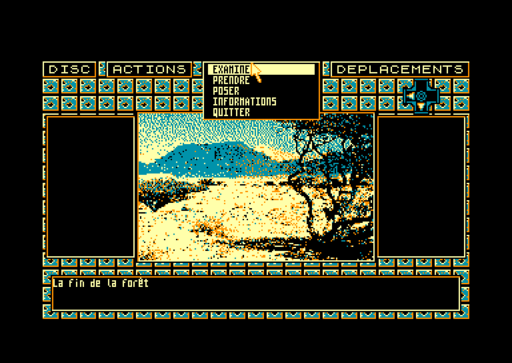 DISC
ACTIONS
DEPLACEMENTS
EXAMINE
PRENDRE
POSER
INFORMATIONS
QUITTER
La fin de la forêt